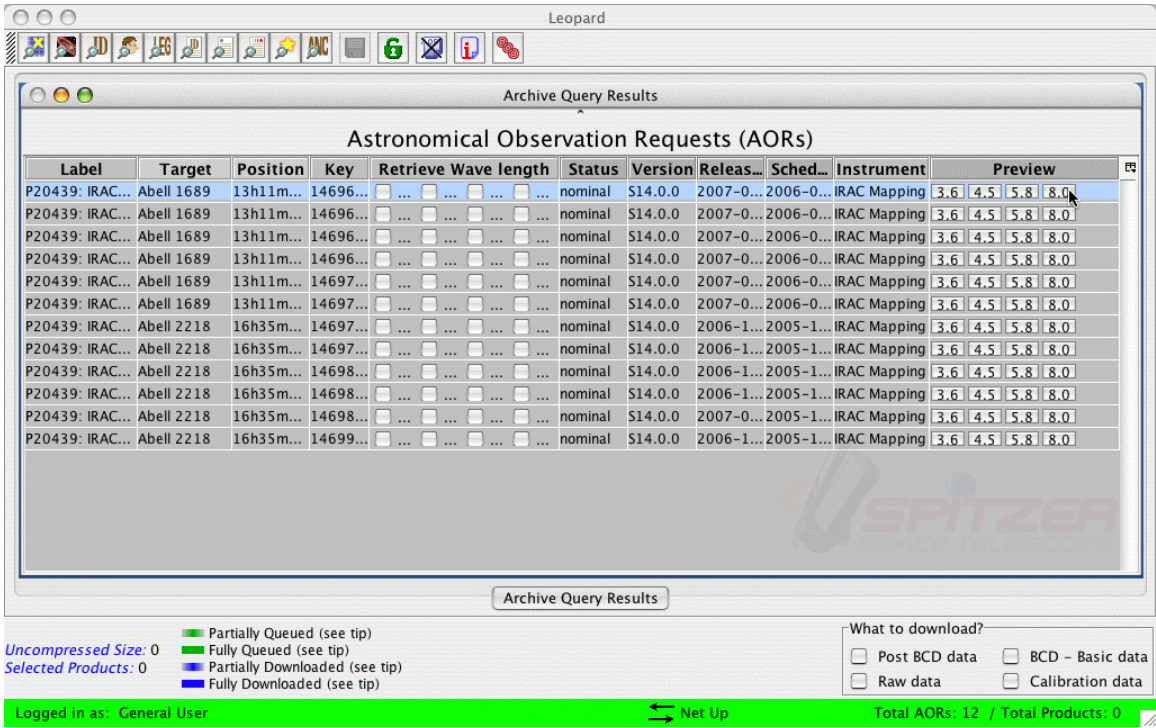 Leopard
JD LEG JP ANC i
Archive Query Results
Astronomical Observation Requests (AORs)
Label Target Position Key Retrieve Wave length Status Version Releas... Sched... Instrument Preview
P20439: IRAC... Abell 1689 13h11m... 14696... ... ... ... ... nominal S14.0.0 2007-0... 2006-0... IRAC Mapping 3.6 4.5 5.8 8.0
P20439: IRAC... Abell 1689 13h11m... 14696... ... ... ... ... nominal S14.0.0 2007-0... 2006-0... IRAC Mapping 3.6 4.5 5.8 8.0
P20439: IRAC... Abell 1689 13h11m... 14696... ... ... ... ... nominal S14.0.0 2007-0... 2006-0... IRAC Mapping 3.6 4.5 5.8 8.0
P20439: IRAC... Abell 1689 13h11m... 14696... ... ... ... ... nominal S14.0.0 2007-0... 2006-0... IRAC Mapping 3.6 4.5 5.8 8.0
P20439: IRAC... Abell 1689 13h11m... 14697... ... ... ... ... nominal S14.0.0 2007-0... 2006-0... IRAC Mapping 3.6 4.5 5.8 8.0
P20439: IRAC... Abell 1689 13h11m... 14697... ... ... ... ... nominal S14.0.0 2007-0... 2006-0... IRAC Mapping 3.6 4.5 5.8 8.0
P20439: IRAC... Abell 2218 16h35m... 14697... ... ... ... ... nominal S14.0.0 2006-1... 2005-1... IRAC Mapping 3.6 4.5 5.8 8.0
P20439: IRAC... Abell 2218 16h35m... 14697... ... ... ... ... nominal S14.0.0 2006-1... 2005-1... IRAC Mapping 3.6 4.5 5.8 8.0
P20439: IRAC... Abell 2218 16h35m... 14698... ... ... ... ... nominal S14.0.0 2006-1... 2005-1... IRAC Mapping 3.6 4.5 5.8 8.0
P20439: IRAC... Abell 2218 16h35m... 14698... ... ... ... ... nominal S14.0.0 2006-1... 2005-1... IRAC Mapping 3.6 4.5 5.8 8.0
P20439: IRAC... Abell 2218 16h35m... 14698... ... ... ... ... nominal S14.0.0 2007-0... 2005-1... IRAC Mapping 3.6 4.5 5.8 8.0
P20439: IRAC... Abell 2218 16h35m... 14699... ... ... ... ... nominal S14.0.0 2006-1... 2005-1... IRAC Mapping 3.6 4.5 5.8 8.0
SPITZER
SPACE TELESCOPE
Archive Query Results
Uncompressed Size: 0
Selected Products: 0
Partially Queued (see tip)
Fully Queued (see tip)
Partially Downloaded (see tip)
Fully Downloaded (see tip)
What to download?
Post BCD data BCD - Basic data
Raw data Calibration data
Logged in as: General User Net Up Total AORs: 12 / Total Products: 0